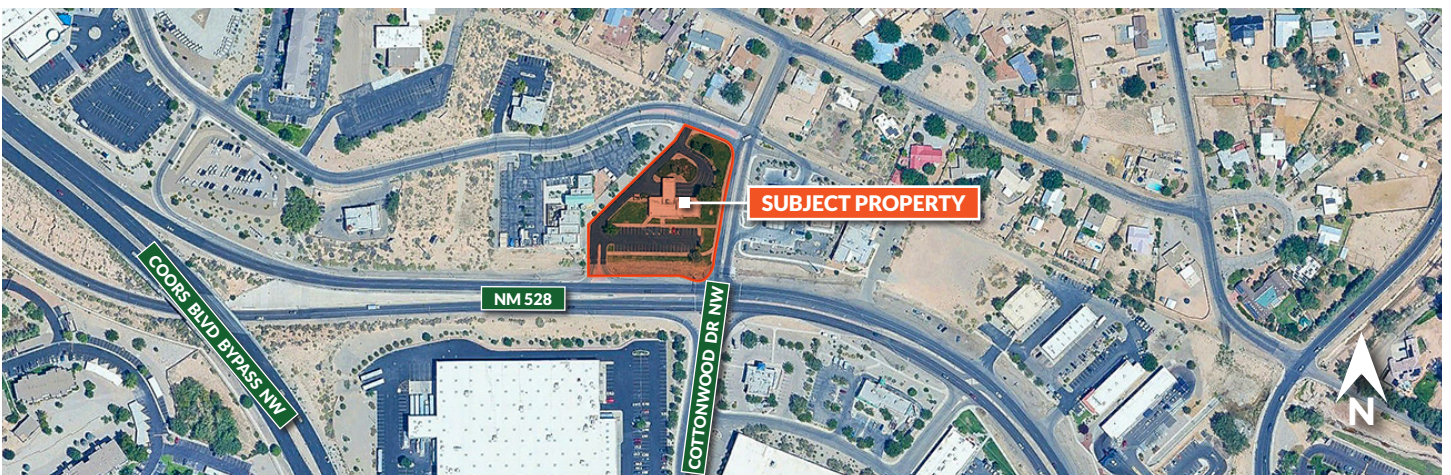 SUBJECT PROPERTY
COORS BLVD BYPASS NW
NM 528
COTTONWOOD DR NW
N